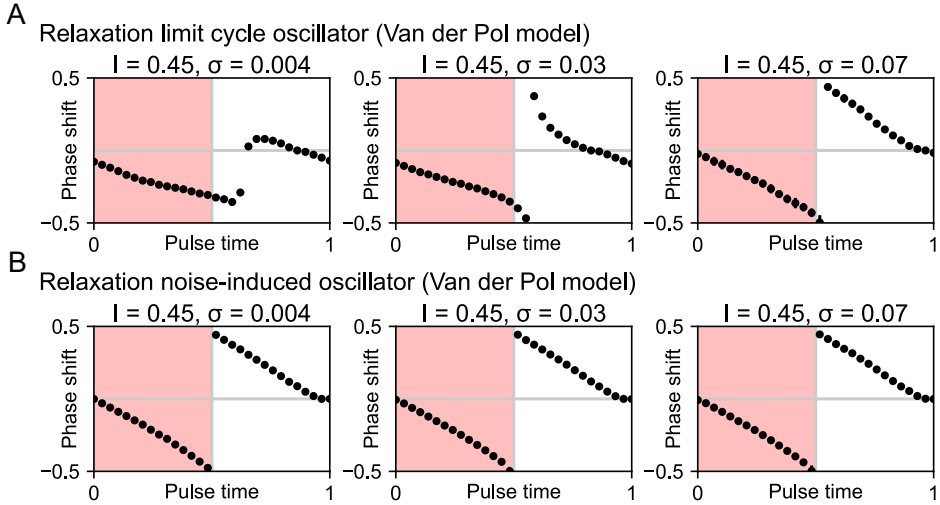 A
Relaxation limit cycle oscillator (Van der Pol model)
I = 0.45, σ = 0.004
I = 0.45, σ = 0.03
I = 0.45, σ = 0.07
0.5
Phase shift
−0.5
0
Pulse time
1
0.5
Phase shift
−0.5
0
Pulse time
1
0.5
Phase shift
−0.5
0
Pulse time
1
B
Relaxation noise-induced oscillator (Van der Pol model)
I = 0.45, σ = 0.004
I = 0.45, σ = 0.03
I = 0.45, σ = 0.07
0.5
Phase shift
−0.5
0
Pulse time
1
0.5
Phase shift
−0.5
0
Pulse time
1
0.5
Phase shift
−0.5
0
Pulse time
1